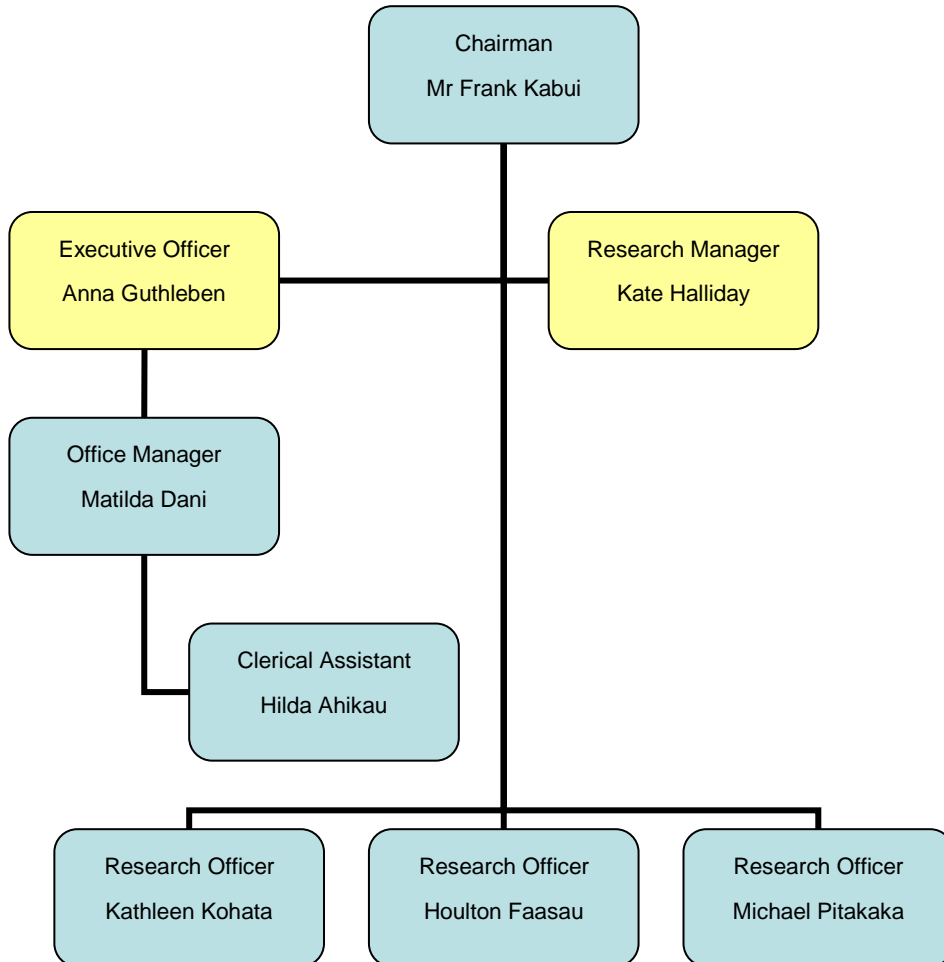 Chairman
Mr Frank Kabui
Executive Officer
Anna Guthleben
Research Manager
Kate Halliday
Office Manager
Matilda Dani
Clerical Assistant
Hilda Ahikau
Research Officer
Kathleen Kohata
Research Officer
Houlton Faasau
Research Officer
Michael Pitakaka